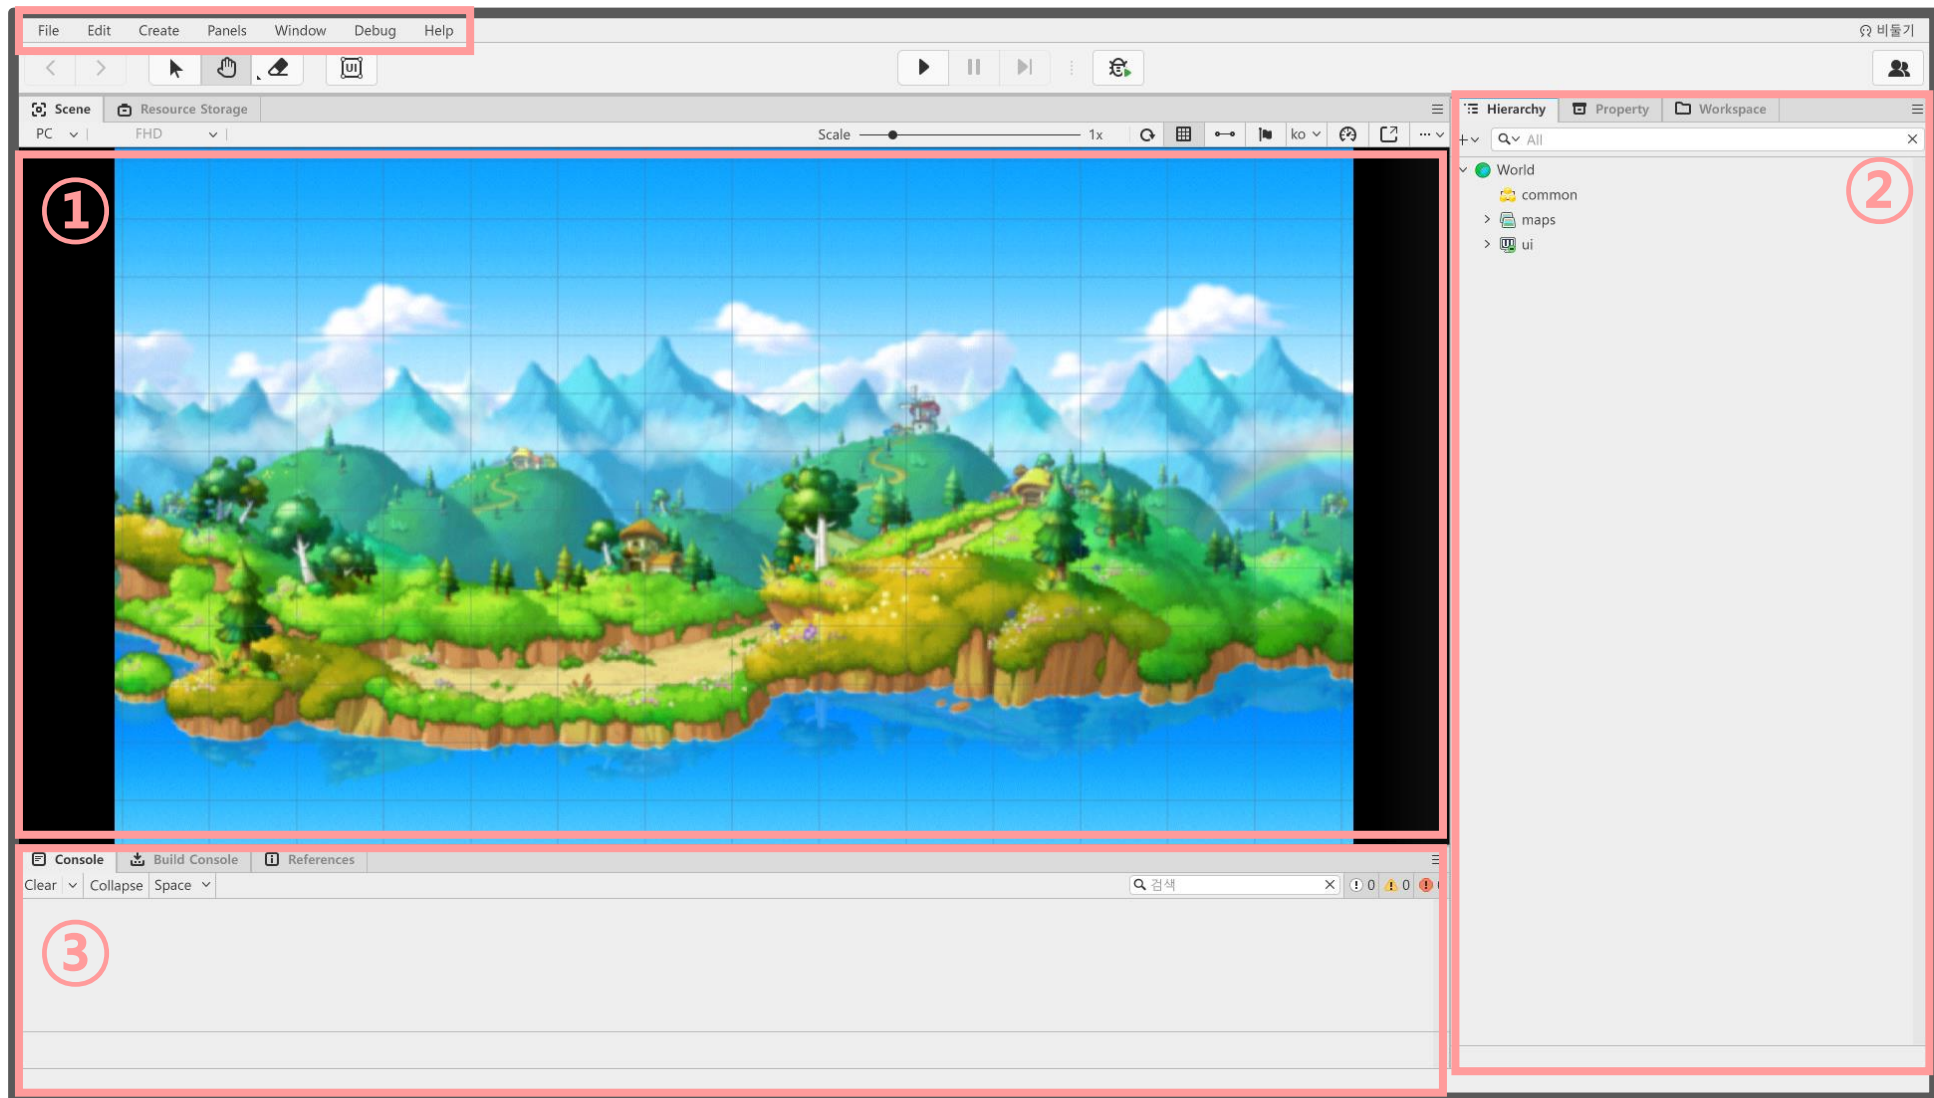 File Edit Create Panels Window Debug Help
비둘기
UI
Scene Resource Storage
Hierarchy Property Workspace
PC FHD
Scale 1x ko
All
World
common
maps
ui
①
②
Console Build Console References
Clear Collapse Space
검색 0 0
③